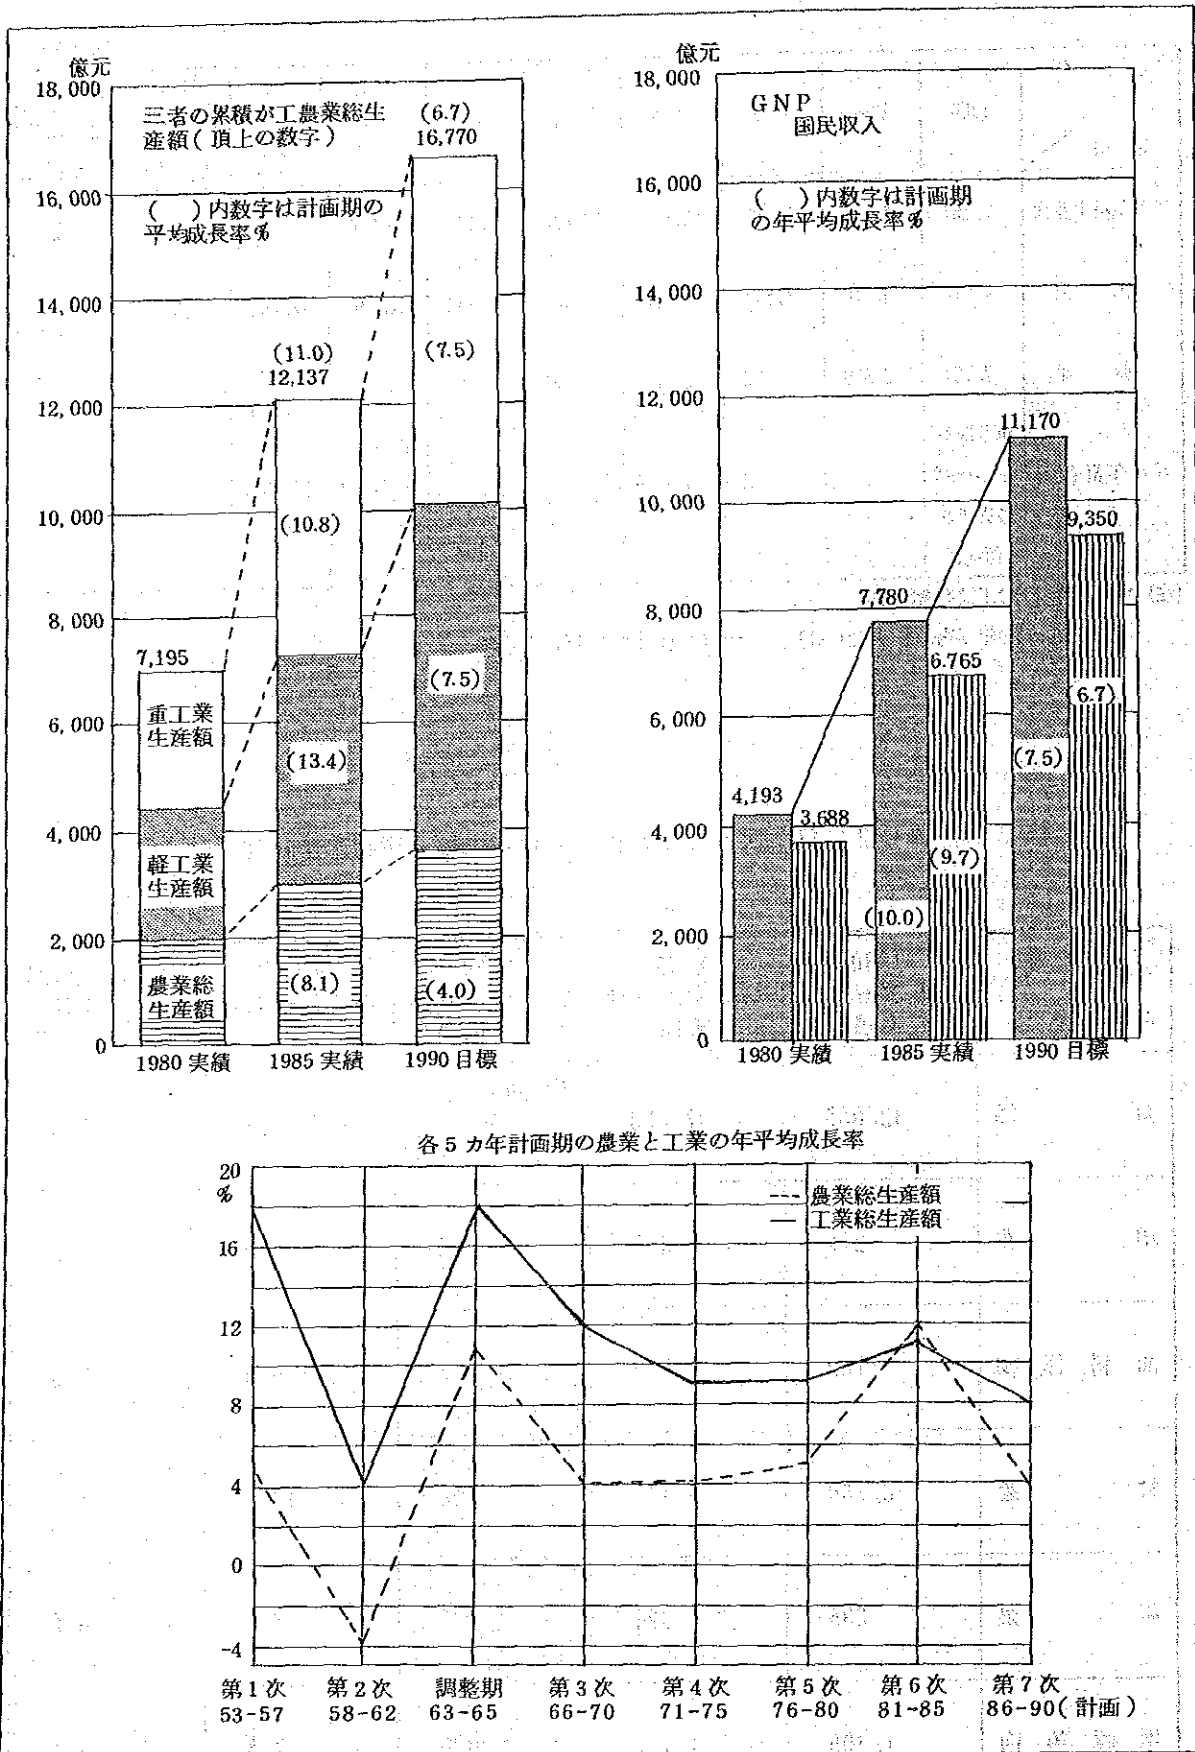 億元
18,000
16,000
14,000
12,000
10,000
8,000
6,000
4,000
2,000
0
三者の累積が工農業総生
産額(頂上の数字)
(　)内数字は計画期の
平均成長率%
(6.7)
16,770
(7.5)
(7.5)
(4.0)
(11.0)
12,137
(10.8)
(13.4)
(8.1)
7,195
重工業
生産額
軽工業
生産額
農業総
生産額
1980 実績
1985 実績
1990 目標
億元
18,000
16,000
14,000
12,000
10,000
8,000
6,000
4,000
2,000
0
GNP
国民収入
(　)内数字は計画期
の年平均成長率%
4,193
3,688
7,780
6.765
(10.0)
(9.7)
11,170
9,350
(7.5)
(6.7)
1980 実績
1985 実績
1990 目標
各5カ年計画期の農業と工業の年平均成長率
20
%
16
12
8
4
0
-4
農業総生産額
工業総生産額
第1次
53-57
第2次
58-62
調整期
63-65
第3次
66-70
第4次
71-75
第5次
76-80
第6次
81-85
第7次
86-90(計画)